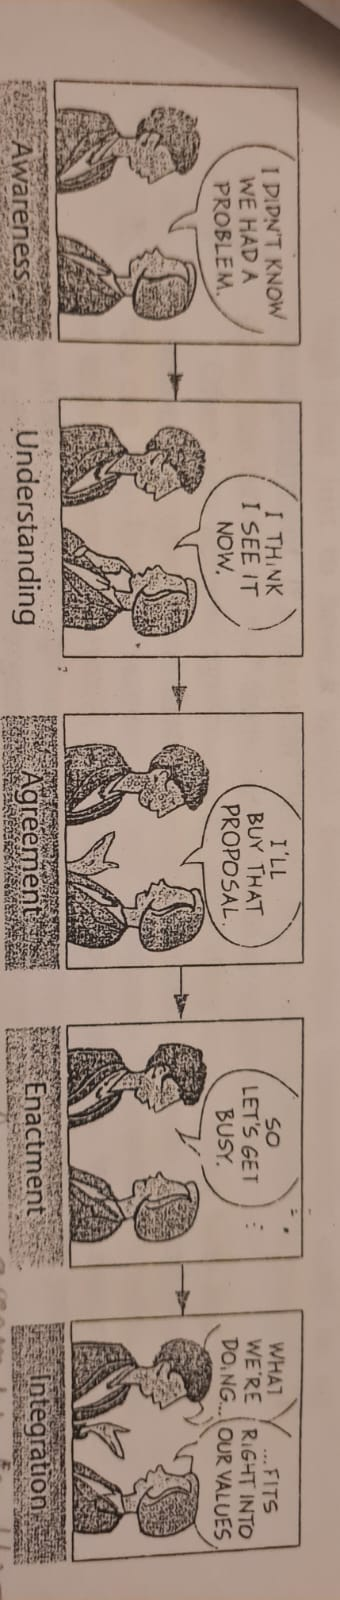 I DIDN'T KNOW
WE HAD A
PROBLEM.
Awareness
I THINK
I SEE IT
NOW.
Understanding
I'LL
BUY THAT
PROPOSAL.
Agreement
SO
LET'S GET
BUSY.
Enactment
WHAT
WE'RE
DOING...
...FITS
RIGHT INTO
OUR VALUES
Integration